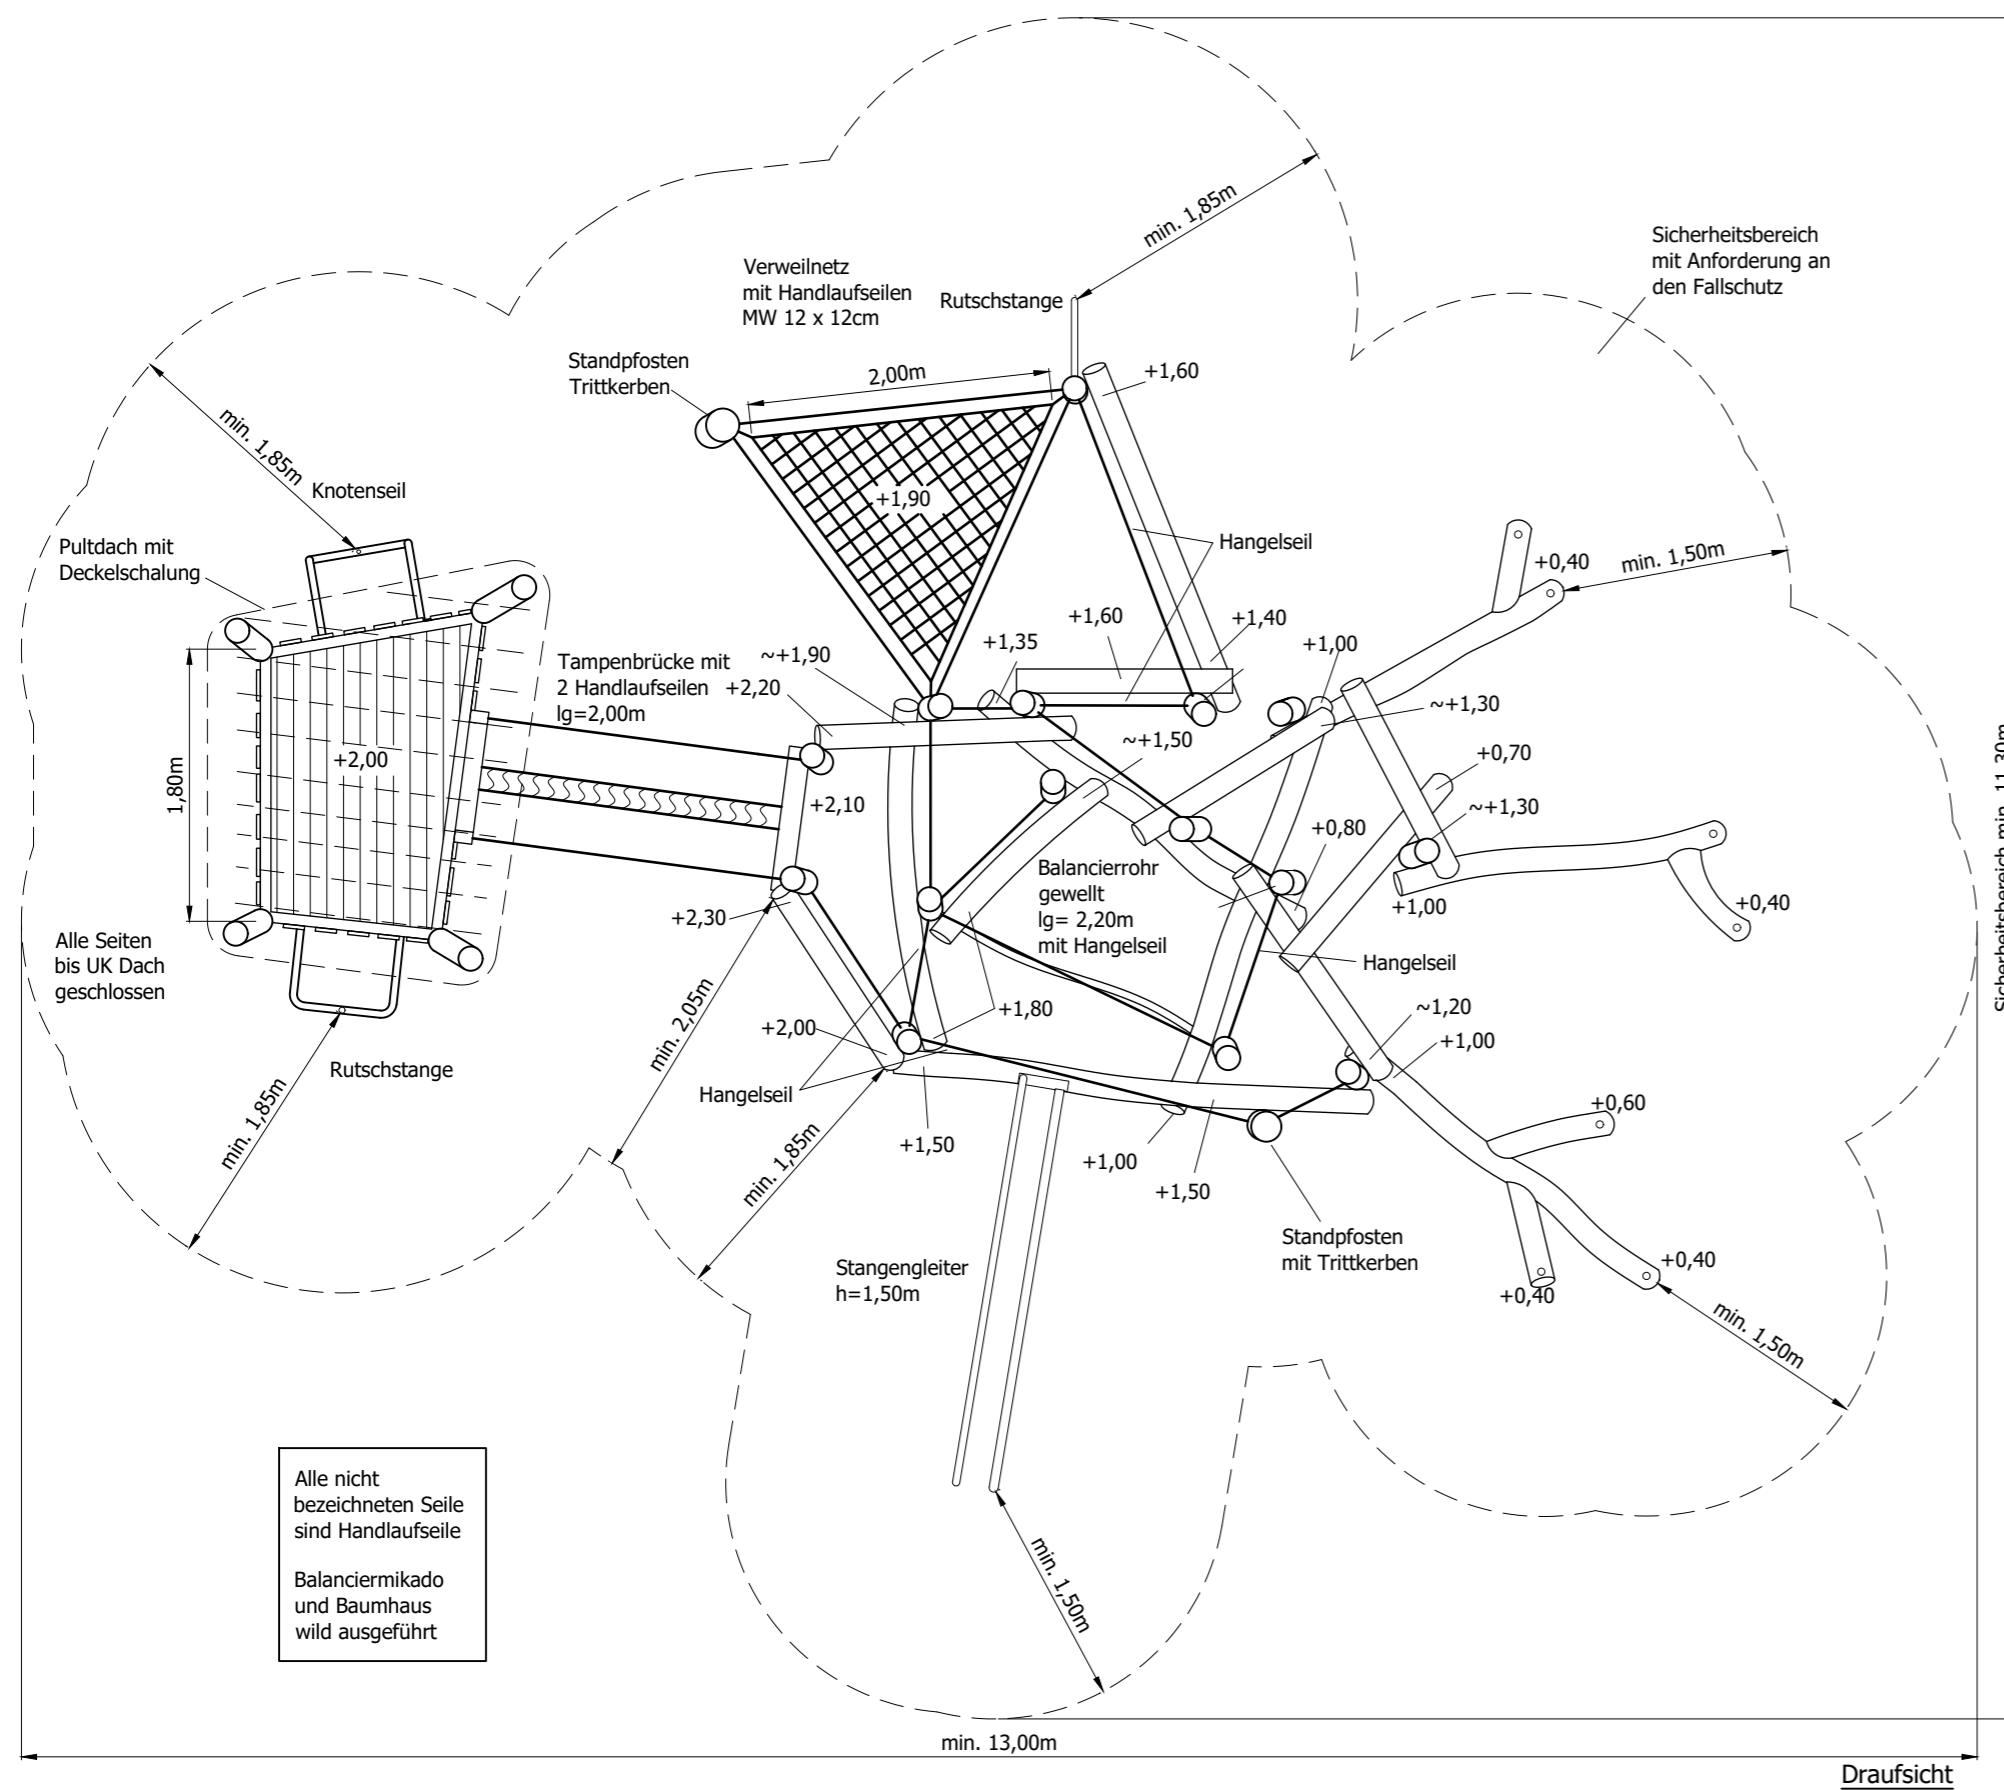 min. 1,85m
Verweilnetz
mit Handlaufseilen
MW 12 x 12cm
Rutschstange
Sicherheitsbereich
mit Anforderung an
den Fallschutz
Standpfosten
Trittkerben
2,00m
+1,60
min. 1,85m
Knotenseil
+1,90
Pultdach mit
Deckelschalung
Hangelseil
+0,40
min. 1,50m
+1,60
+1,40
+1,35
+1,00
Tampenbrücke mit
2 Handlaufseilen
lg=2,00m
~+1,90
+2,20
~+1,30
~+1,50
+0,70
+2,00
1,80m
+2,10
~+1,30
+0,80
Balancierrohr
gewellt
lg= 2,20m
mit Hangelseil
+1,00
+0,40
+2,30
Alle Seiten
bis UK Dach
geschlossen
Hangelseil
min. 2,05m
+2,00
+1,80
~+1,20
+1,00
Rutschstange
Hangelseil
min. 1,85m
min. 1,85m
+1,50
+1,00
+1,50
+0,60
Standpfosten
mit Trittkerben
Stangengleiter
h=1,50m
+0,40
+0,40
min. 1,50m
Alle nicht
bezeichneten Seile
sind Handlaufseile
Balanciermikado
und Baumhaus
wild ausgeführt
min. 1,50m
min. 13,00m
Sicherheitsbereich min. 11,30m
Draufsicht